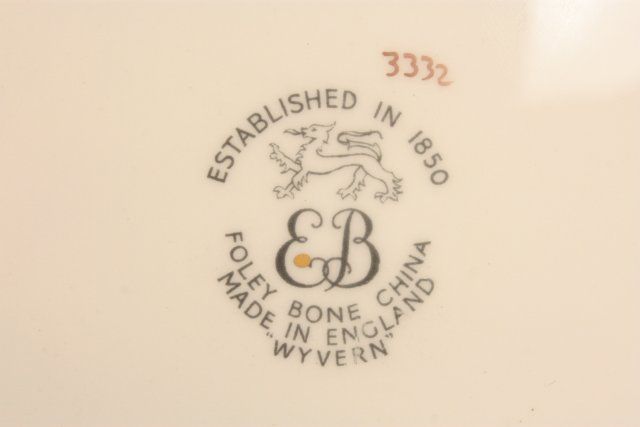 3332
ESTABLISHED IN 1850
EB
FOLEY BONE CHINA
MADE IN ENGLAND
"WYVERN"